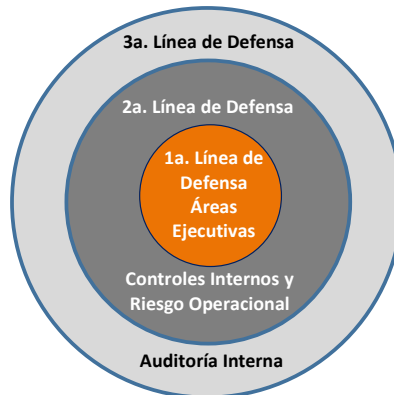 3a. Línea de Defensa
2a. Línea de Defensa
1a. Línea de
Defensa
Áreas
Ejecutivas
Controles Internos y
Riesgo Operacional
Auditoría Interna